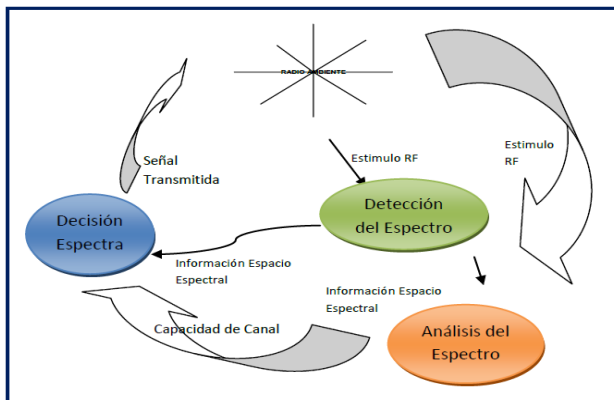 RADIO AMBIENTE
Estimulo RF
Estimulo
RF
Señal
Transmitida
Decisión
Espectra
Detección
del Espectro
Información Espacio
Espectral
Información Espacio
Espectral
Capacidad de Canal
Análisis del
Espectro